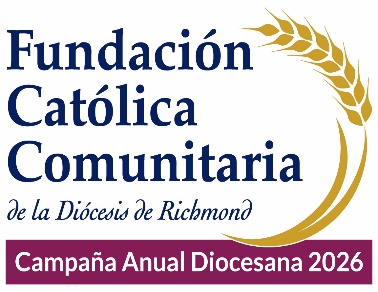 Fundación
Católica
Comunitaria
de la Diócesis de Richmond
Campaña Anual Diocesana 2026